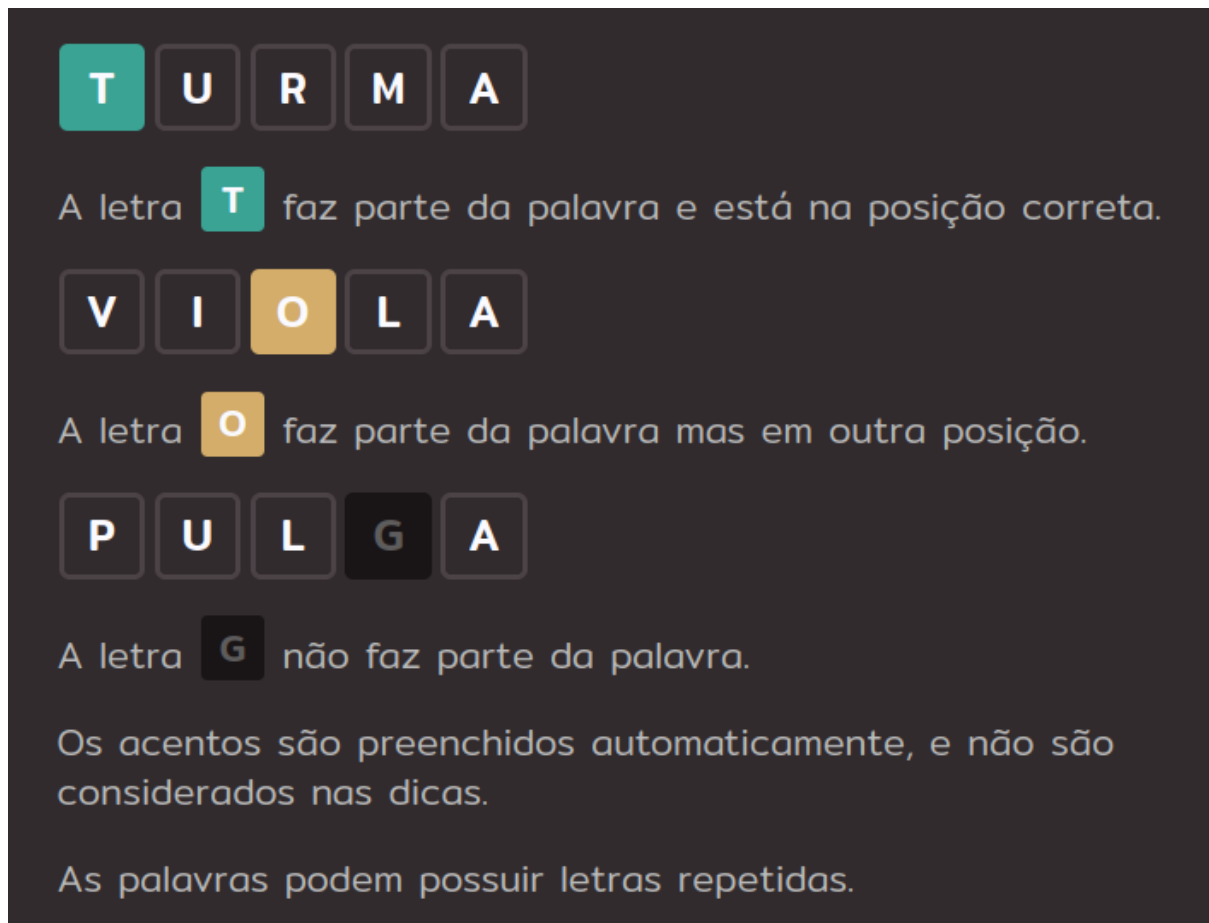 T U R M A
A letra T faz parte da palavra e está na posição correta.
V I O L A
A letra O faz parte da palavra mas em outra posição.
P U L G A
A letra G não faz parte da palavra.
Os acentos são preenchidos automaticamente, e não são
considerados nas dicas.
As palavras podem possuir letras repetidas.